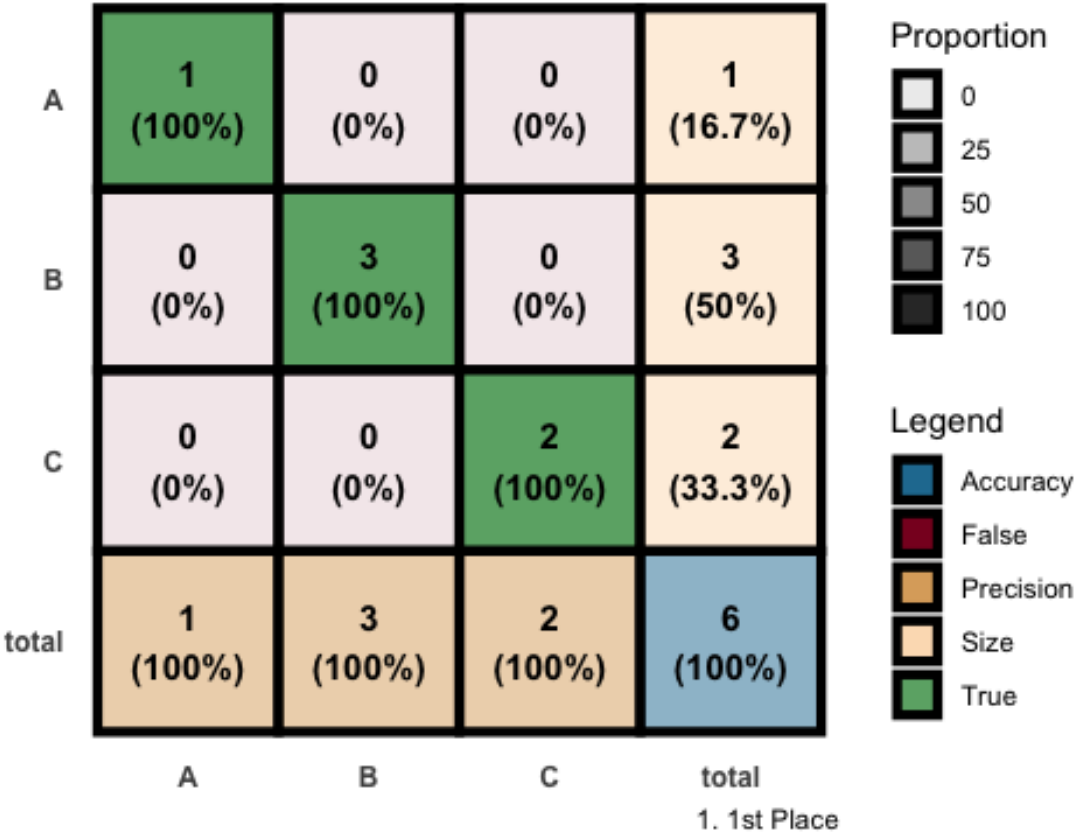 A
1
(100%)
0
(0%)
0
(0%)
1
(16.7%)
B
0
(0%)
3
(100%)
0
(0%)
3
(50%)
C
0
(0%)
0
(0%)
2
(100%)
2
(33.3%)
total
1
(100%)
3
(100%)
2
(100%)
6
(100%)
A
B
C
total
1. 1st Place
Proportion
0
25
50
75
100
Legend
Accuracy
False
Precision
Size
True